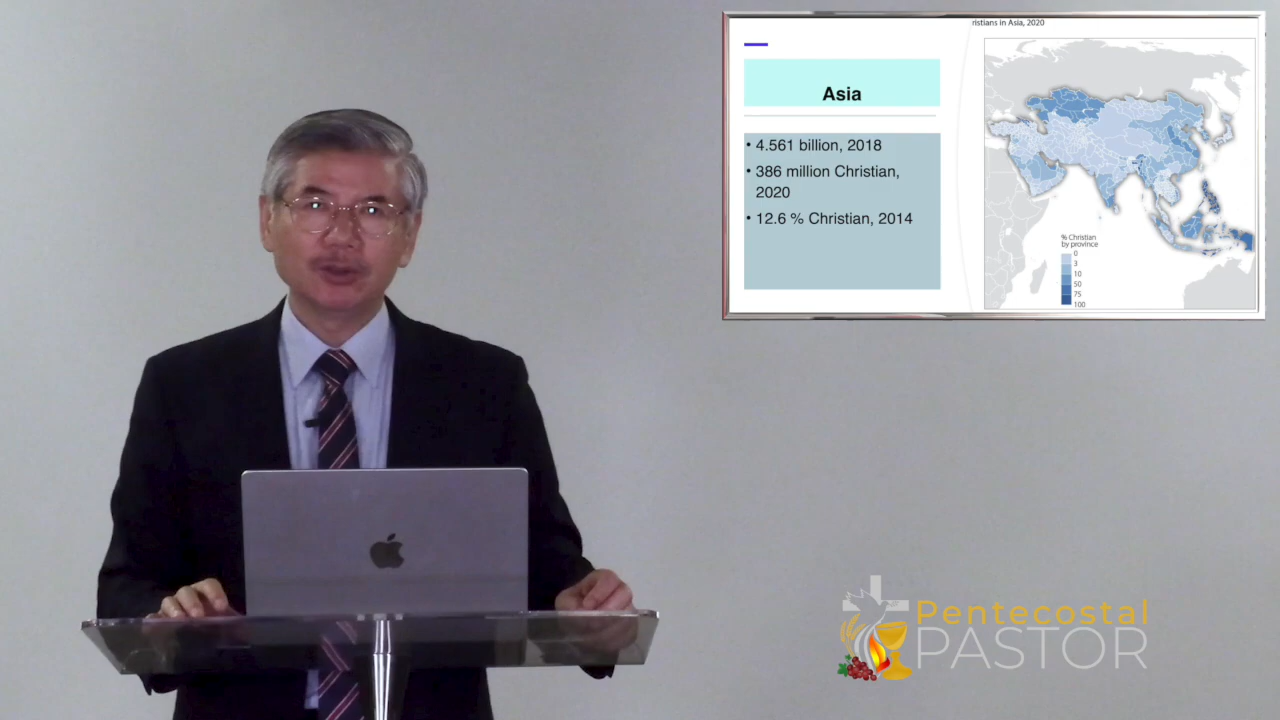 ristians in Asia, 2020
Asia
• 4.561 billion, 2018
• 386 million Christian,
2020
• 12.6 % Christian, 2014
% Christian
by province
0
3
10
50
75
100
Pentecostal
PASTOR